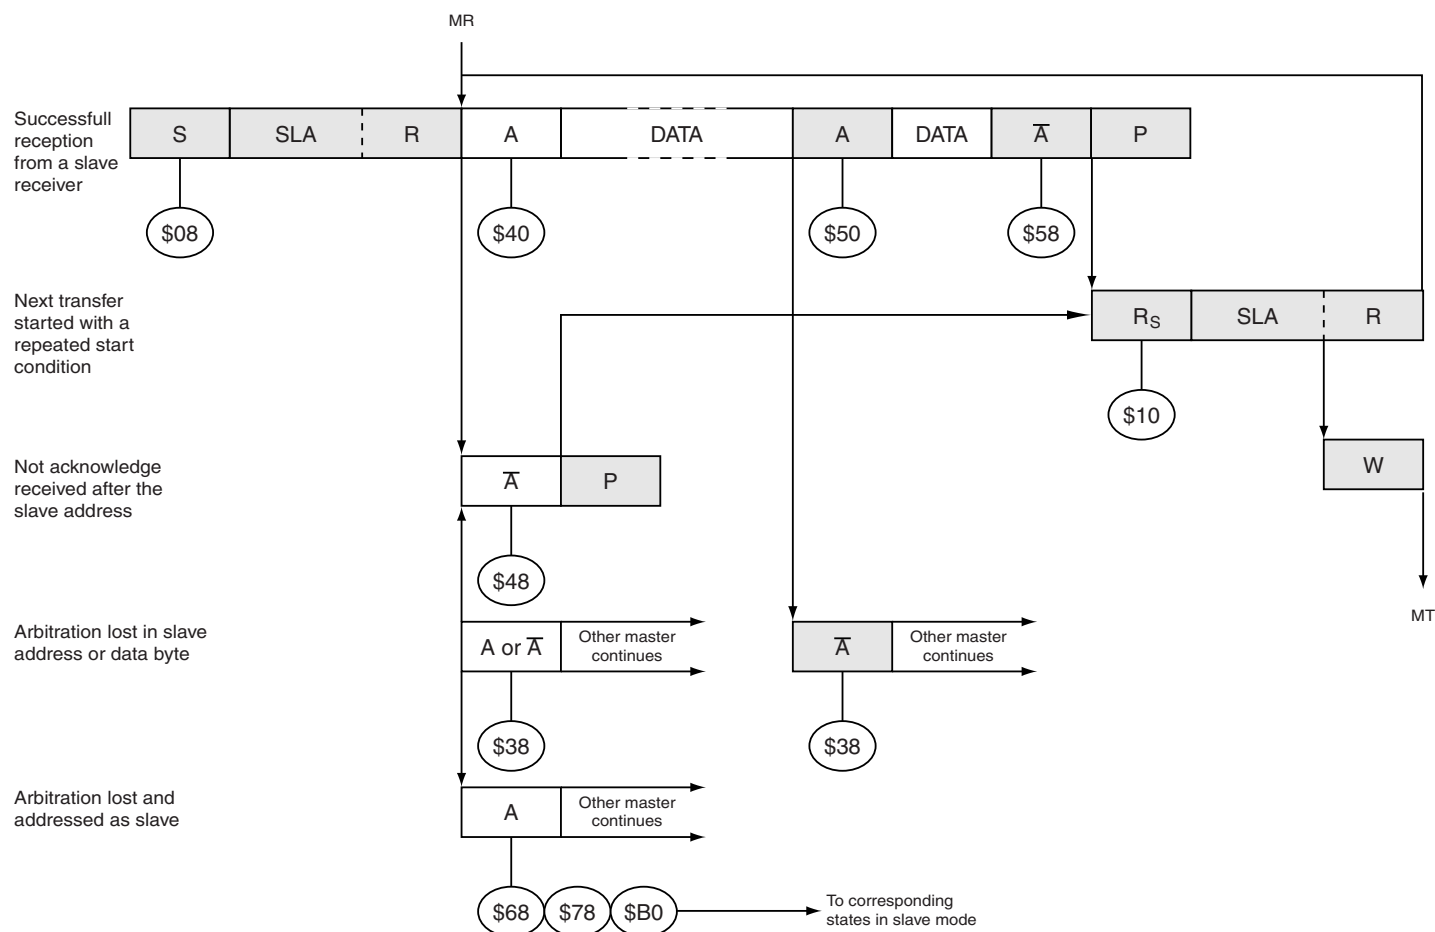 MR
Successfull
reception
from a slave
receiver
S SLA R A DATA A DATA A̅ P
$08 $40 $50 $58
Next transfer
started with a
repeated start
condition
RS SLA R
$10
Not acknowledge
received after the
slave address
A̅ P
W
$48
MT
Arbitration lost in slave
address or data byte
A or A̅
Other master
continues
A̅
Other master
continues
$38 $38
Arbitration lost and
addressed as slave
A
Other master
continues
$68 $78 $B0
To corresponding
states in slave mode